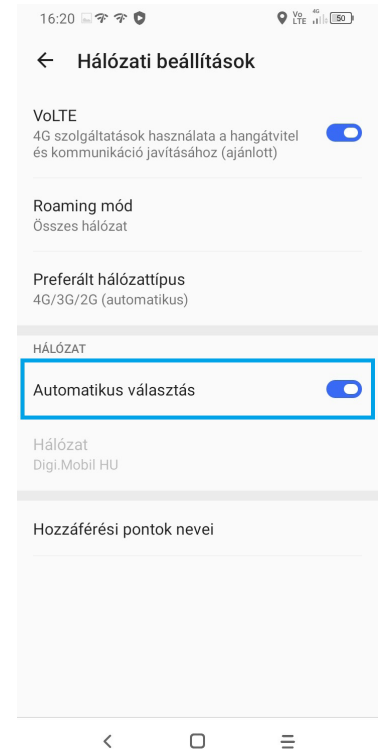 16:20 Vo LTE 4G 50
Hálózati beállítások
VoLTE
4G szolgáltatások használata a hangátvitel
és kommunikáció javításához (ajánlott)
Roaming mód
Összes hálózat
Preferált hálózattípus
4G/3G/2G (automatikus)
HÁLÓZAT
Automatikus választás
Hálózat
Digi.Mobil HU
Hozzáférési pontok nevei